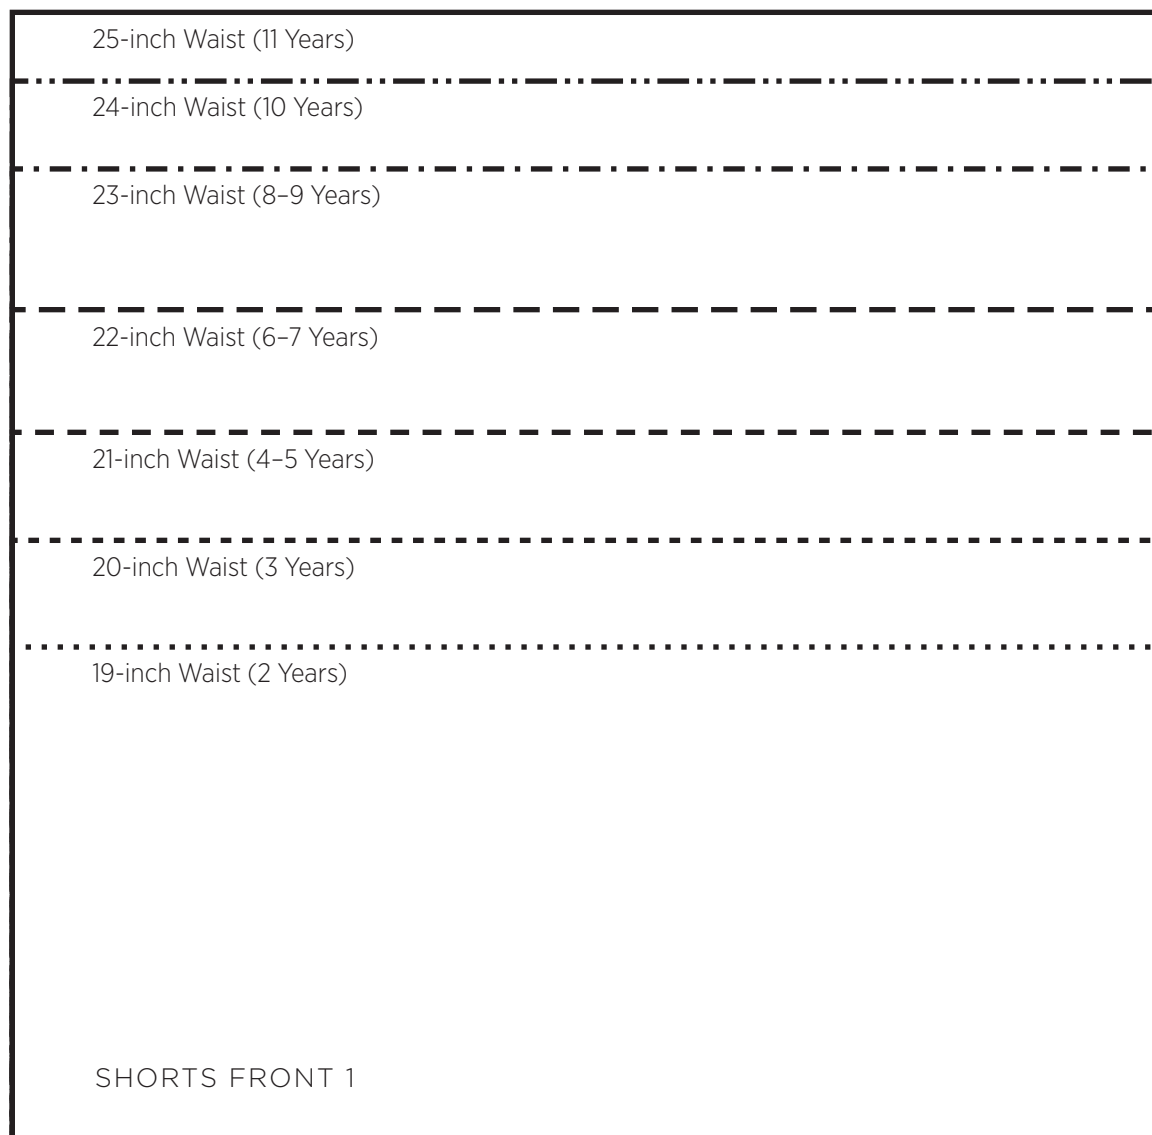 25-inch Waist (11 Years)
24-inch Waist (10 Years)
23-inch Waist (8–9 Years)
22-inch Waist (6–7 Years)
21-inch Waist (4–5 Years)
20-inch Waist (3 Years)
19-inch Waist (2 Years)
SHORTS FRONT 1